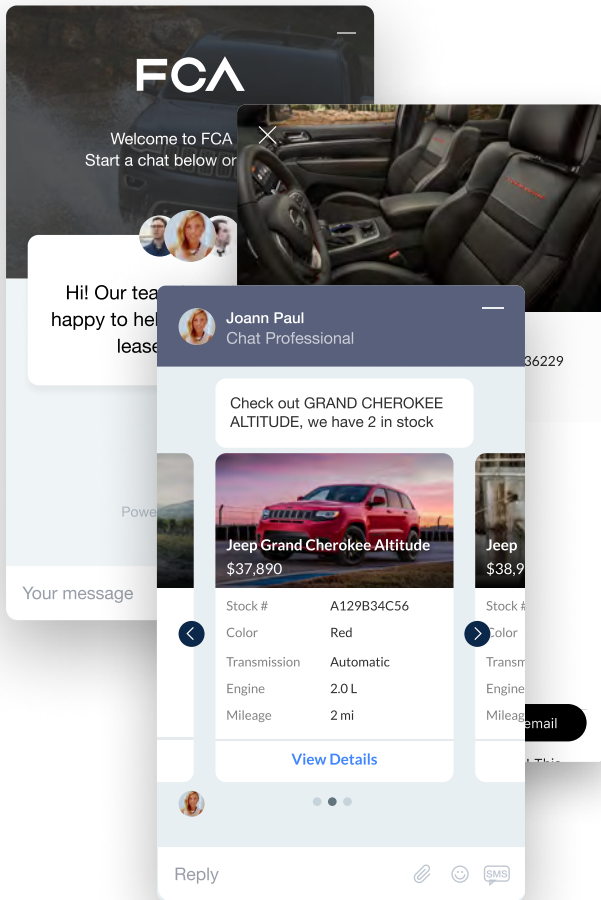 FCA
Welcome to FCA
Start a chat below or
Hi! Our tea
happy to hel
lease
Powe
Your message
36229
email
! This
Joann Paul
Chat Professional
Check out GRAND CHEROKEE
ALTITUDE, we have 2 in stock
Jeep Grand Cherokee Altitude
$37,890
Stock # A129B34C56
Color Red
Transmission Automatic
Engine 2.0 L
Mileage 2 mi
View Details
Jeep
$38,9
Stock #
Color
Transm
Engine
Mileag
Reply
SMS